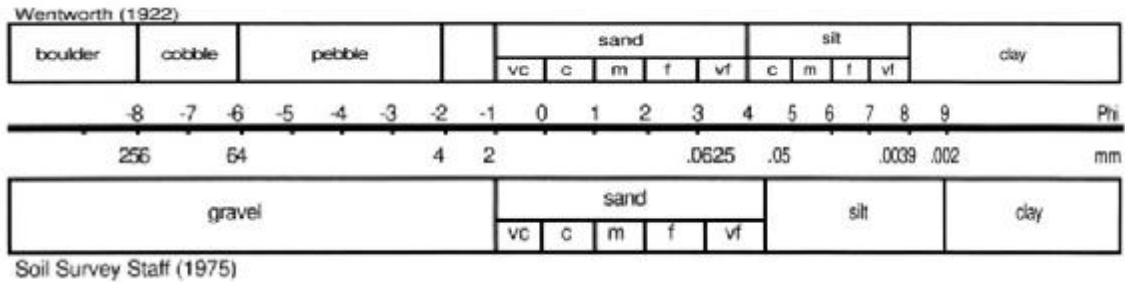 Wentworth (1922)
boulder cobble pebble sand silt clay
vc c m f vf c m f vf
-8 -7 -6 -5 -4 -3 -2 -1 0 1 2 3 4 5 6 7 8 9 Phi
256 64 4 2 .0625 .05 .0039 .002 mm
gravel sand silt clay
vc c m f vf
Soil Survey Staff (1975)